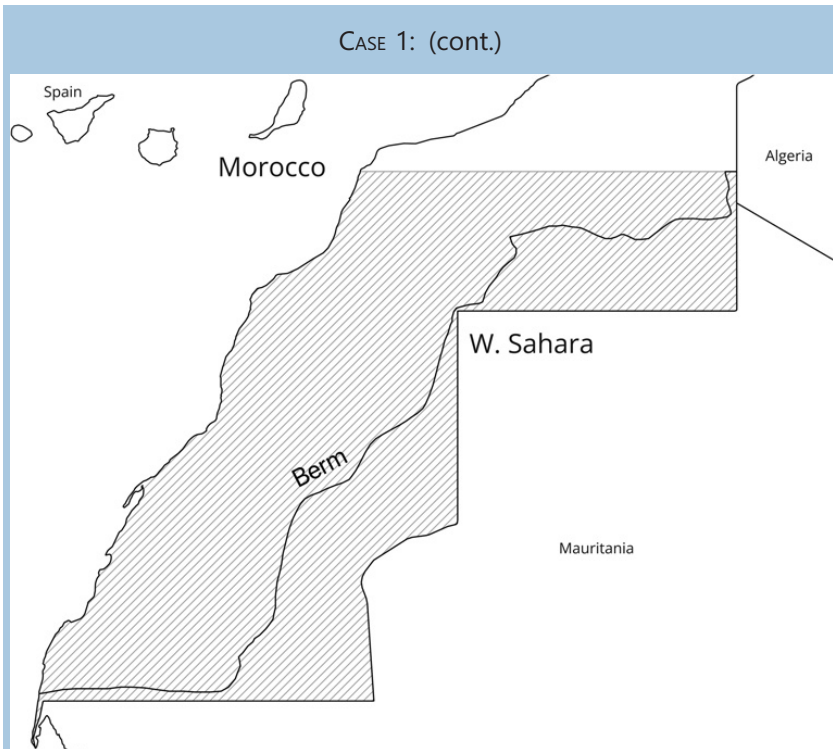 CASE 1: (cont.)
Spain
Morocco
Algeria
W. Sahara
Berm
Mauritania